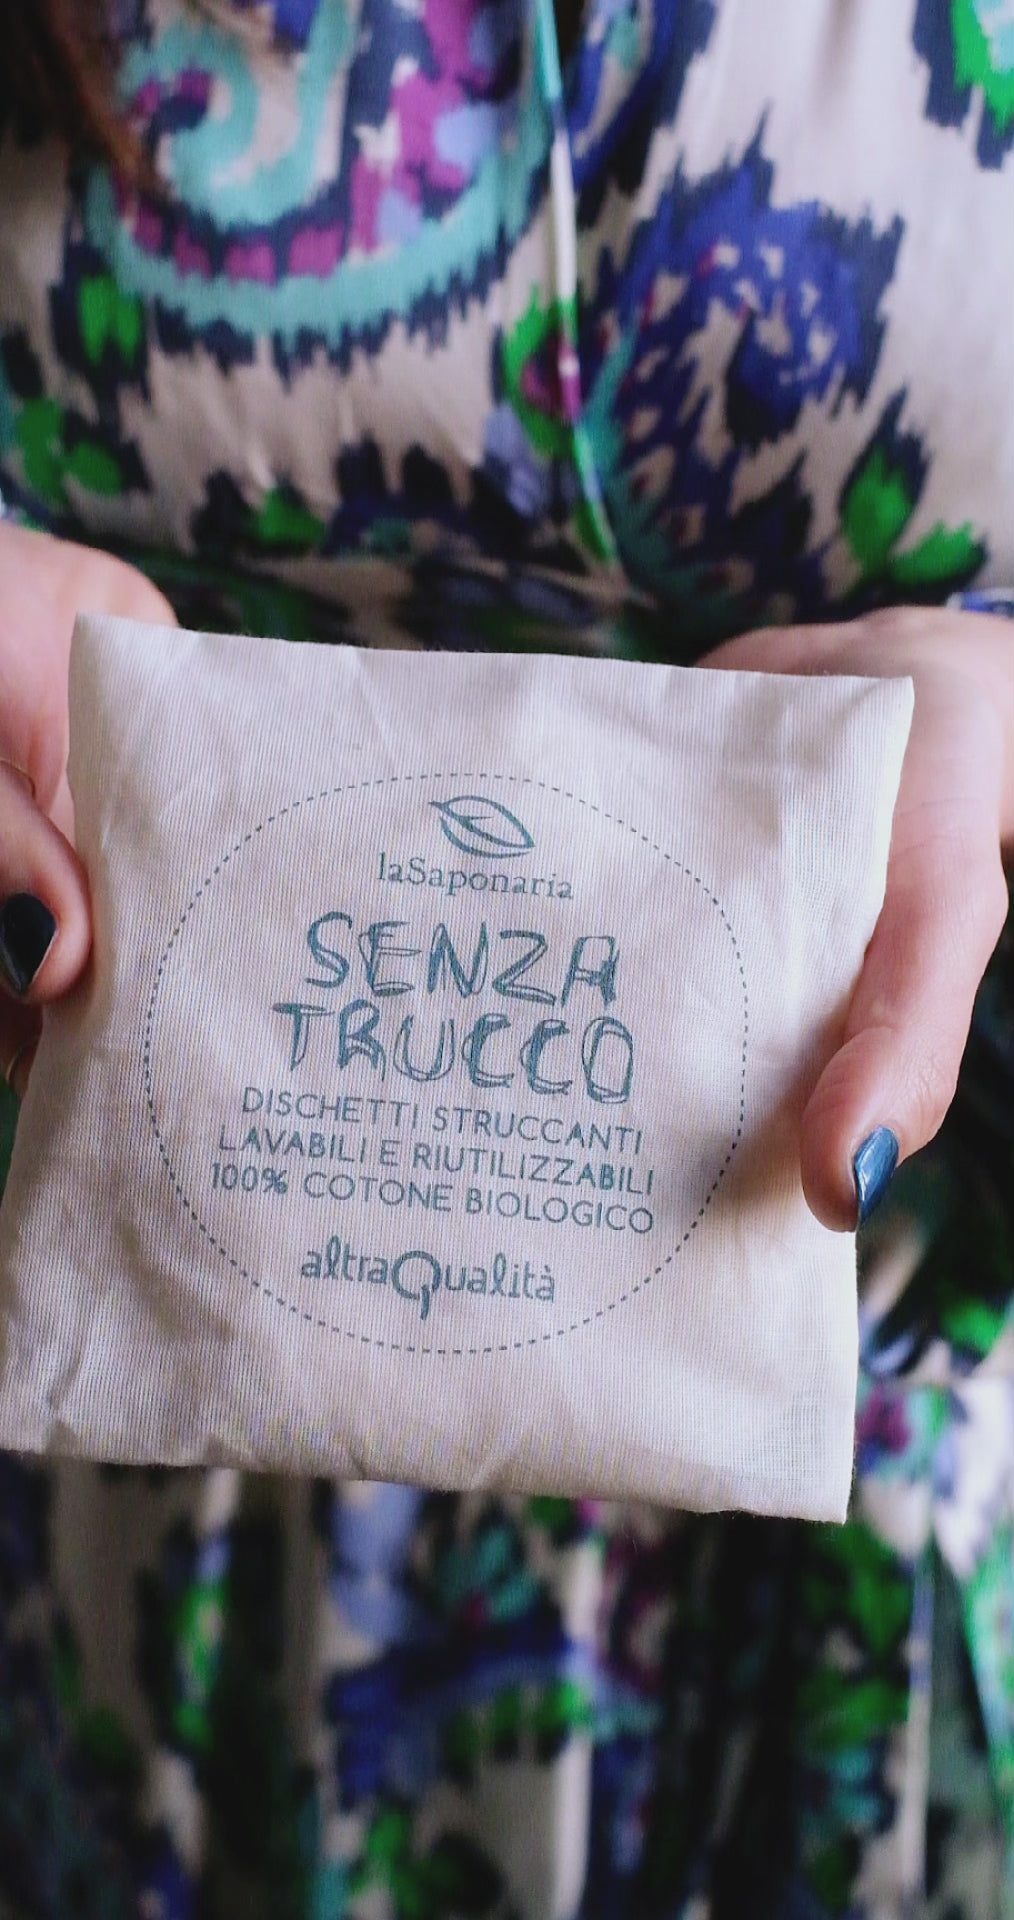 laSaponaria
SENZA
TRUCCO
DISCHETTI STRUCCANTI
LAVABILI E RIUTILIZZABILI
100% COTONE BIOLOGICO
altraQualità